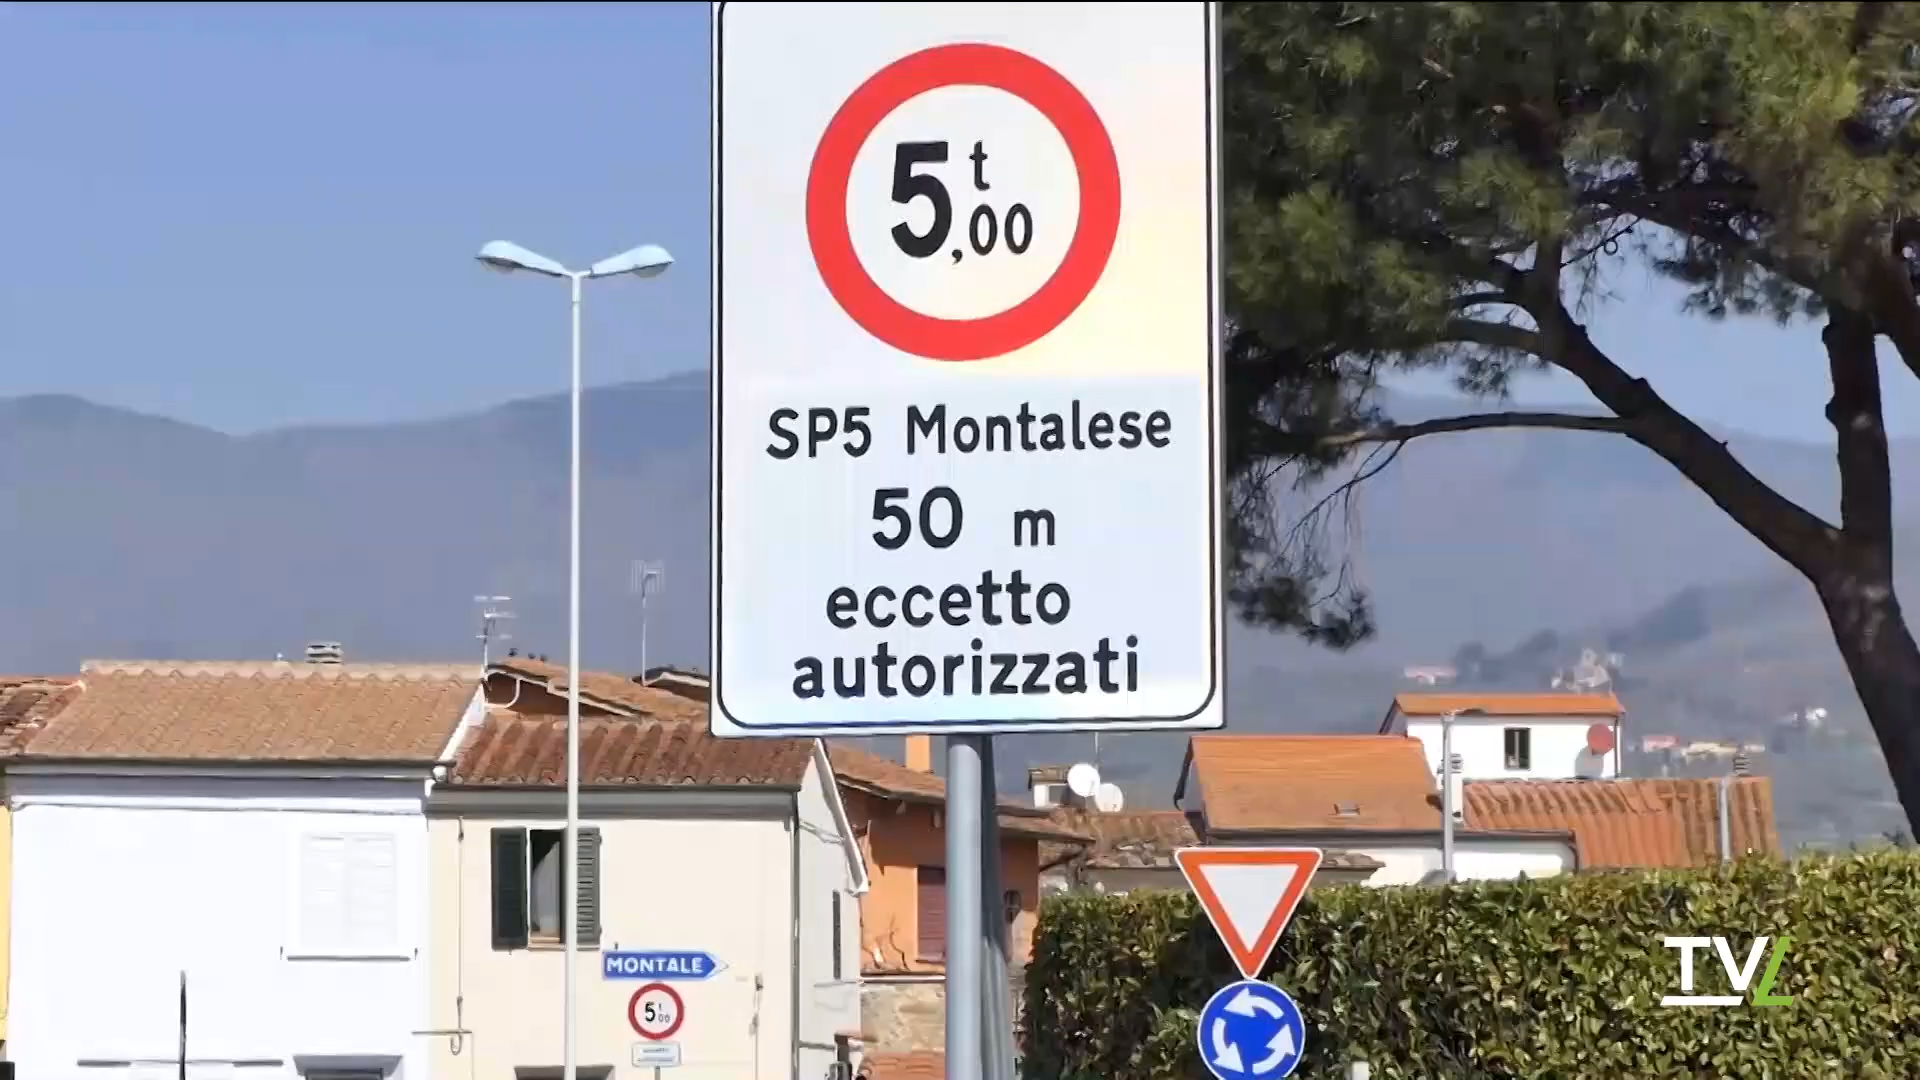 5,00 t
SP5 Montalese
50 m
eccetto
autorizzati
MONTALE
5,00 t
TVL